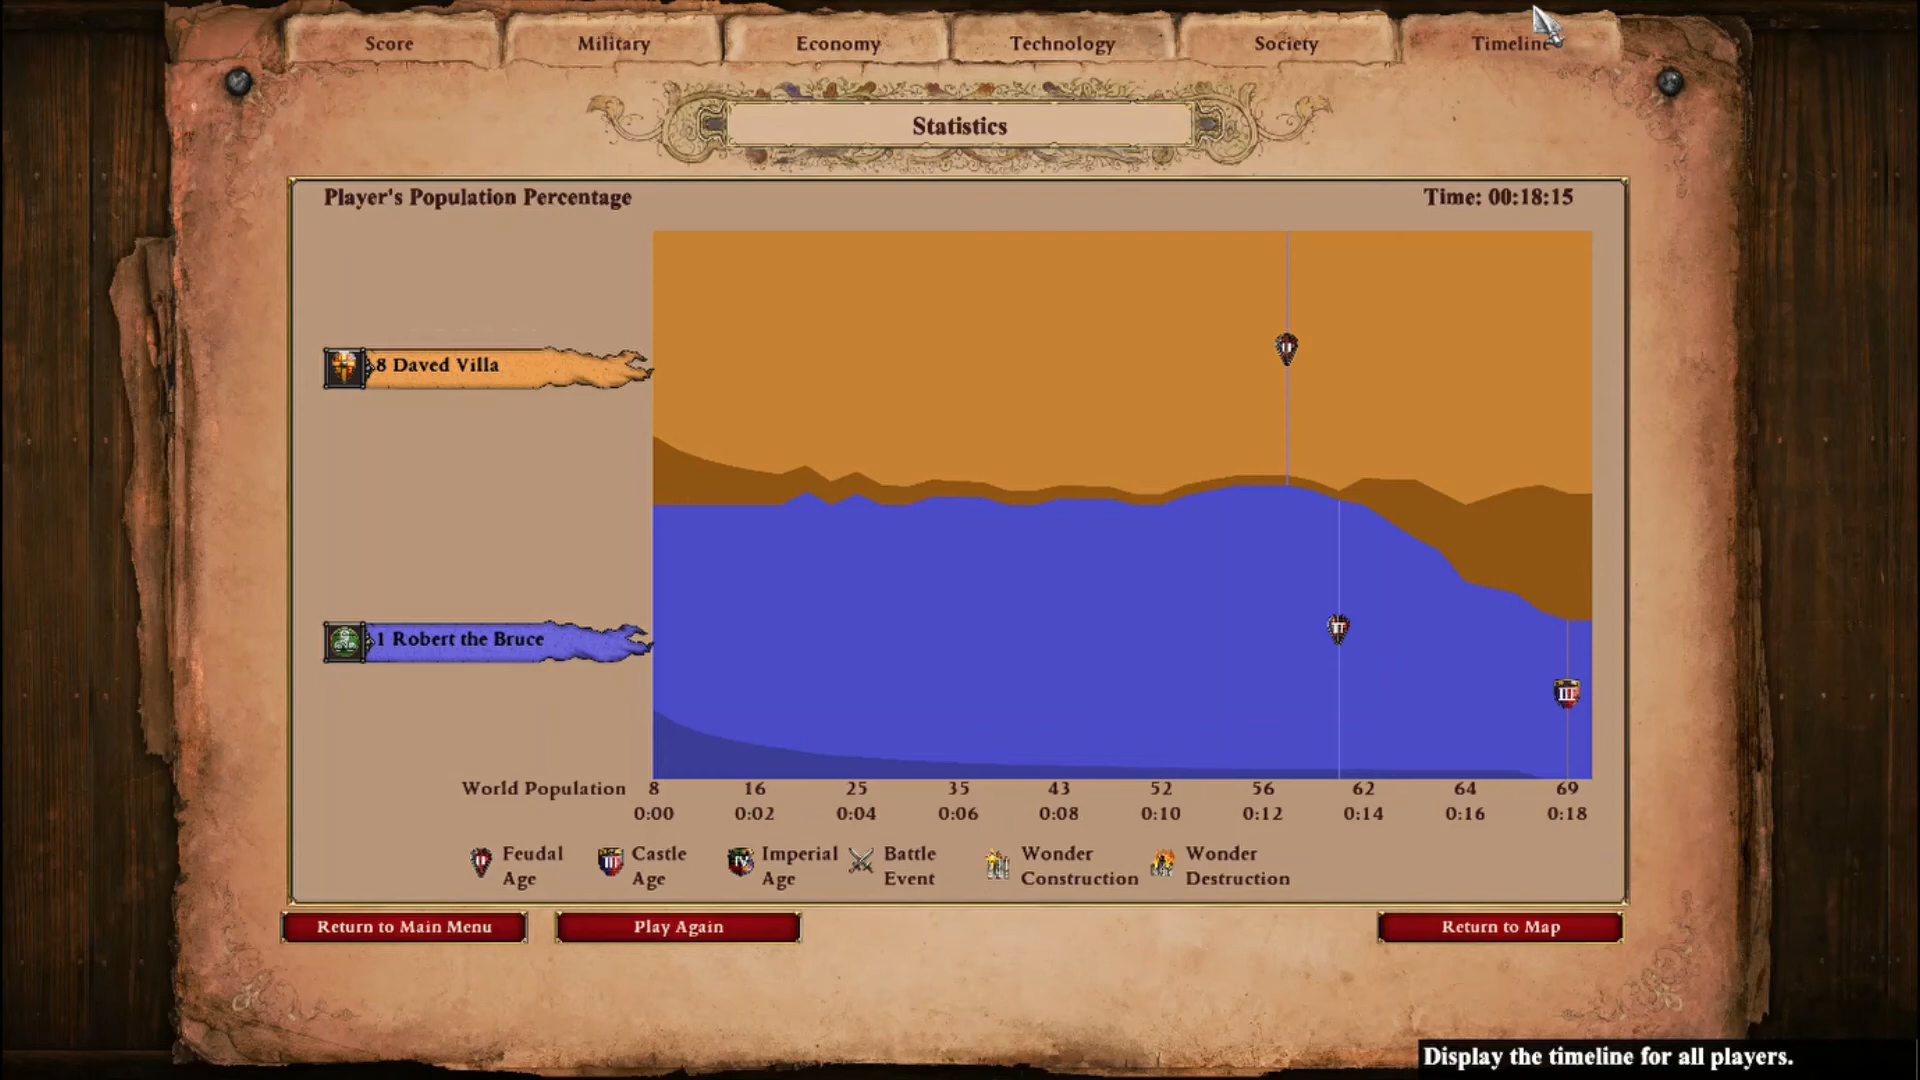 Score
Military
Economy
Technology
Society
Timeline
Statistics
Player's Population Percentage
Time: 00:18:15
8 Daved Villa
1 Robert the Bruce
World Population 8 16 25 35 43 52 56 62 64 69
0:00 0:02 0:04 0:06 0:08 0:10 0:12 0:14 0:16 0:18
Feudal
Age
Castle
Age
Imperial
Age
Battle
Event
Wonder
Construction
Wonder
Destruction
Return to Main Menu
Play Again
Return to Map
Display the timeline for all players.